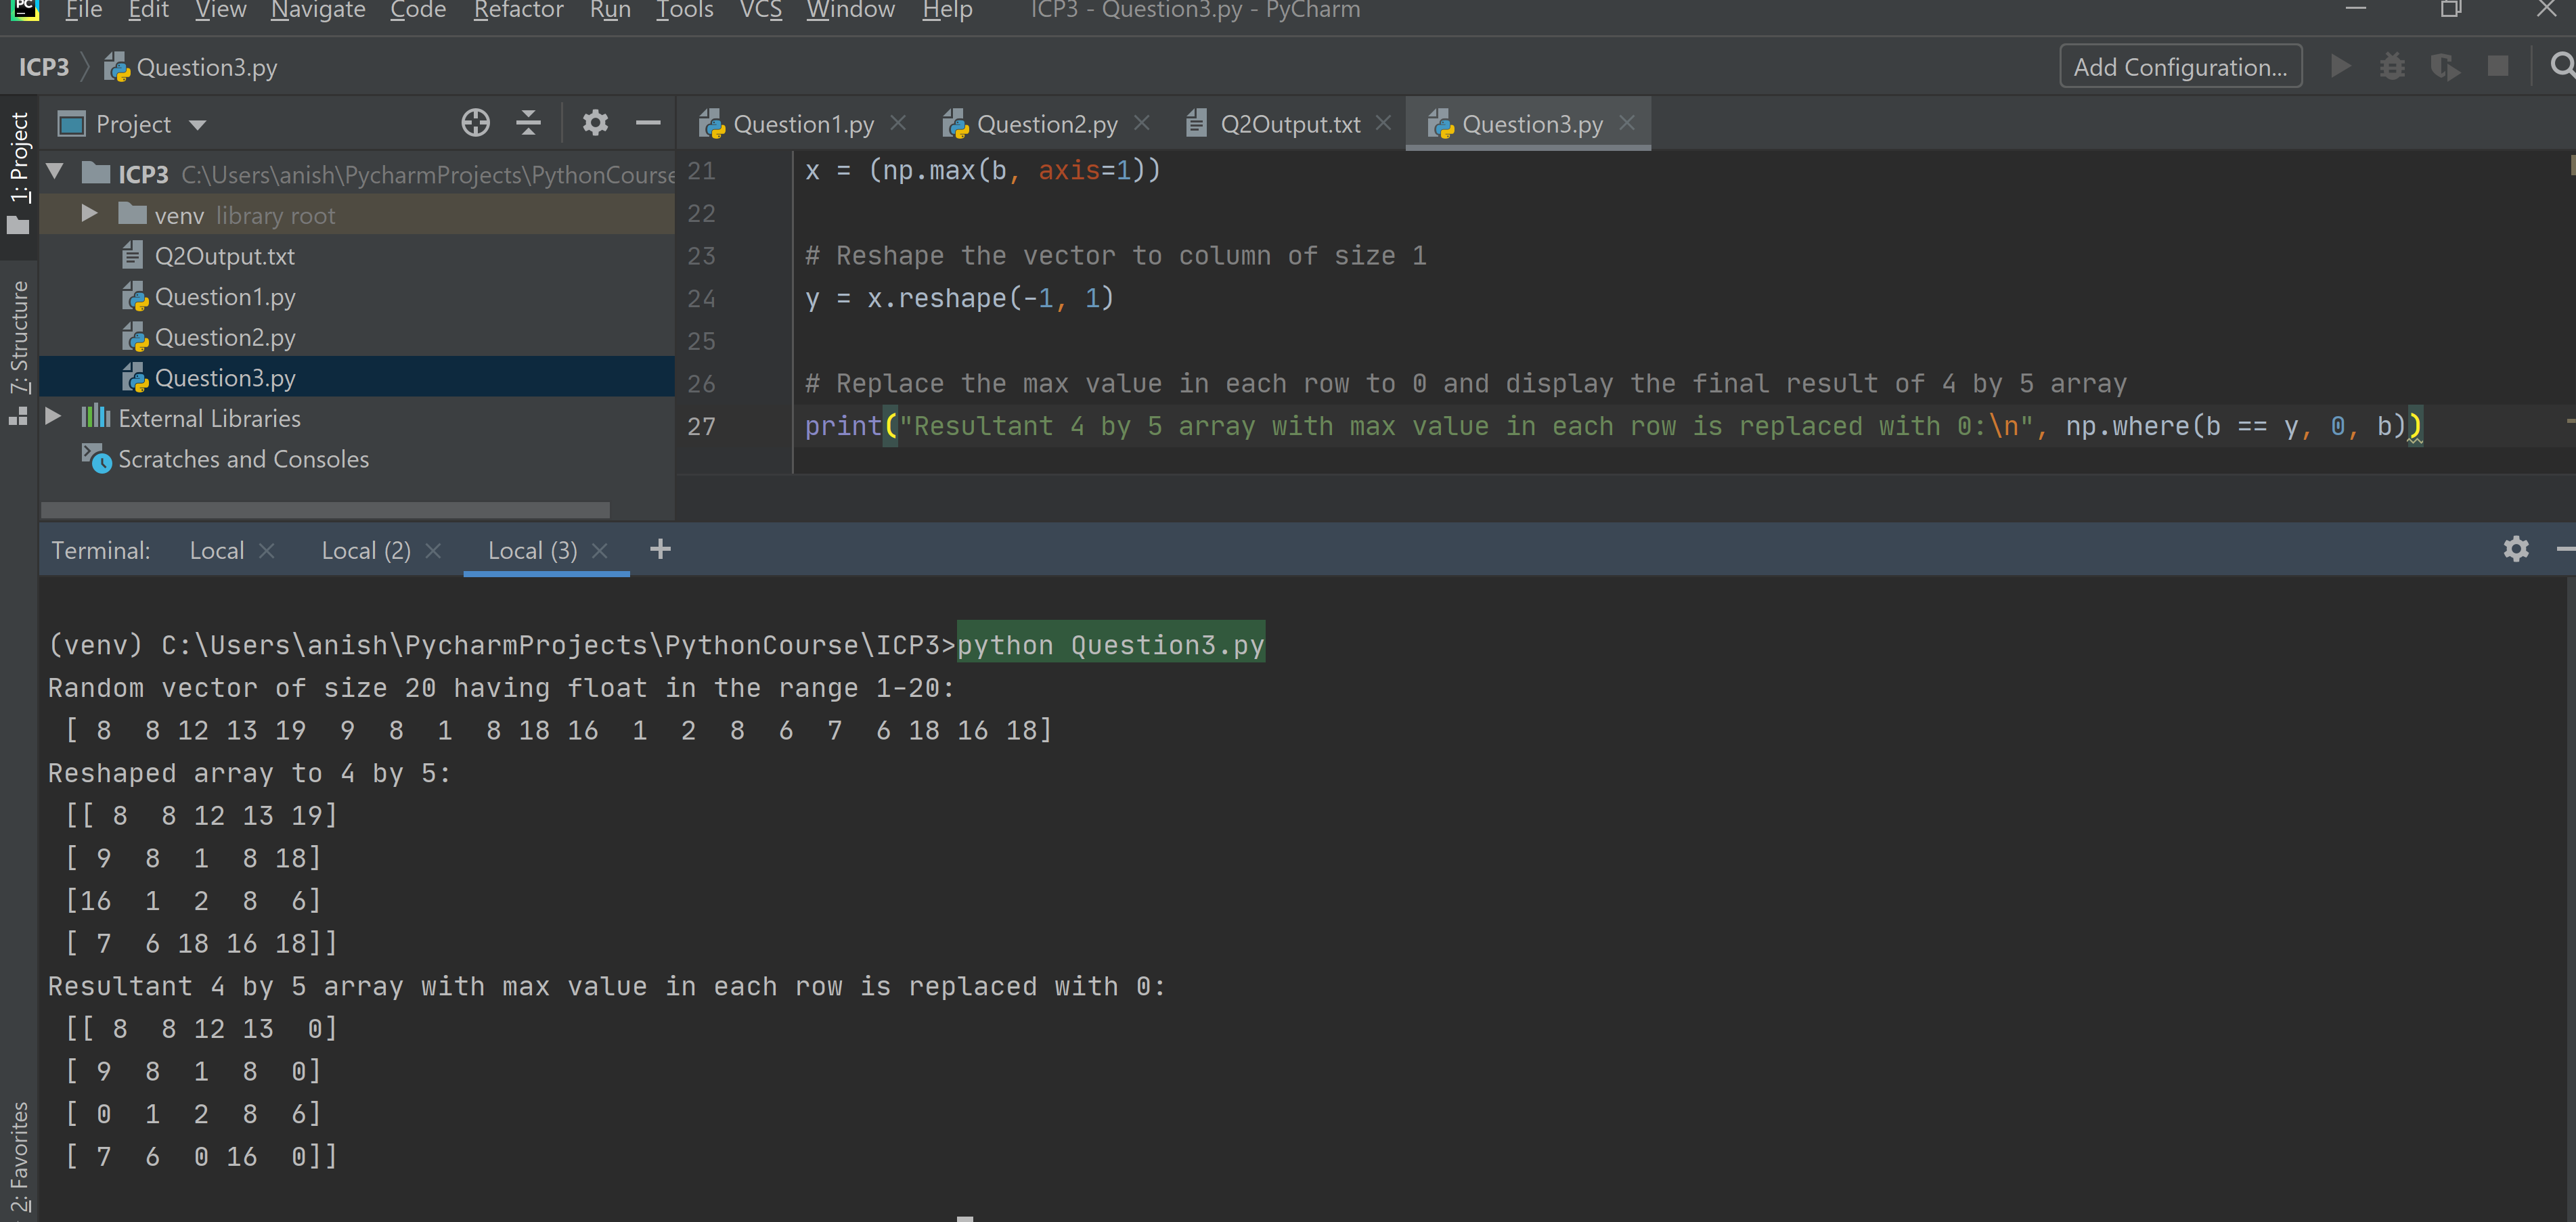 PC File Edit View Navigate Code Refactor Run Tools VCS Window Help ICP3 - Question3.py - PyCharm
ICP3 Question3.py Add Configuration...
1: Project
7: Structure
2: Favorites
Project
ICP3 C:\Users\anish\PycharmProjects\PythonCourse
venv library root
Q2Output.txt
Question1.py
Question2.py
Question3.py
External Libraries
Scratches and Consoles
Question1.py Question2.py Q2Output.txt Question3.py
21 x = (np.max(b, axis=1))
22
23 # Reshape the vector to column of size 1
24 y = x.reshape(-1, 1)
25
26 # Replace the max value in each row to 0 and display the final result of 4 by 5 array
27 print("Resultant 4 by 5 array with max value in each row is replaced with 0:\n", np.where(b == y, 0, b))
Terminal: Local Local (2) Local (3) +
(venv) C:\Users\anish\PycharmProjects\PythonCourse\ICP3>python Question3.py
Random vector of size 20 having float in the range 1-20:
[ 8  8 12 13 19  9  8  1  8 18 16  1  2  8  6  7  6 18 16 18]
Reshaped array to 4 by 5:
[[ 8  8 12 13 19]
[ 9  8  1  8 18]
[16  1  2  8  6]
[ 7  6 18 16 18]]
Resultant 4 by 5 array with max value in each row is replaced with 0:
[[ 8  8 12 13  0]
[ 9  8  1  8  0]
[ 0  1  2  8  6]
[ 7  6  0 16  0]]